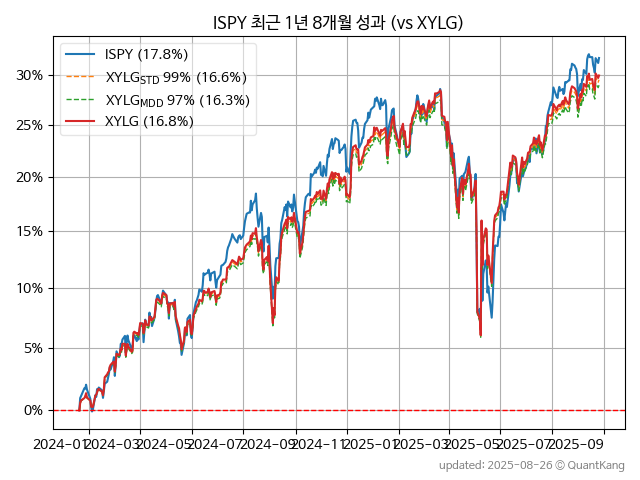 ISPY 최근 1년 8개월 성과 (vs XYLG)
ISPY (17.8%)
XYLG_STD 99% (16.6%)
XYLG_MDD 97% (16.3%)
XYLG (16.8%)
30%
25%
20%
15%
10%
5%
0%
2024-01 2024-03 2024-05 2024-07 2024-09 2024-11 2025-01 2025-03 2025-05 2025-07 2025-09
updated: 2025-08-26 © QuantKang